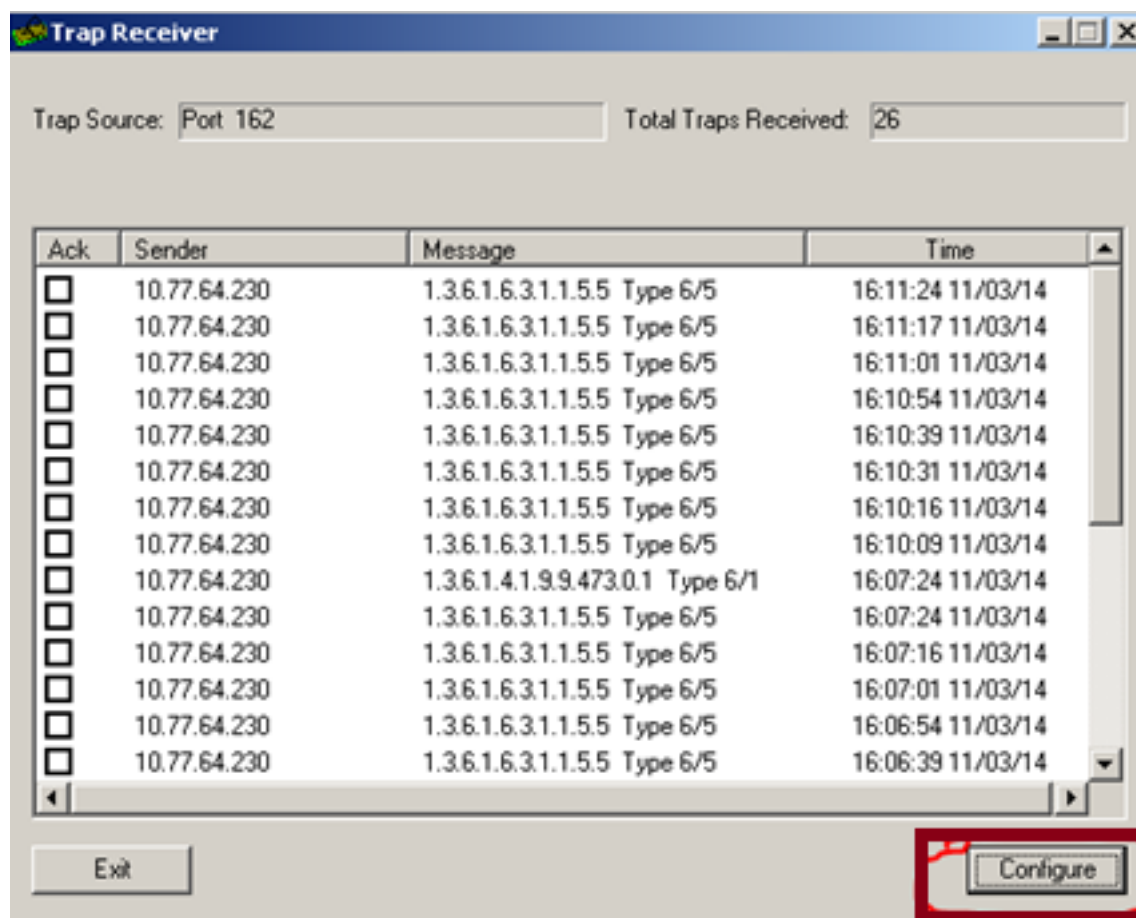 Trap Receiver
Trap Source: Port 162 Total Traps Received: 26
Ack Sender Message Time
10.77.64.230 1.3.6.1.6.3.1.1.5.5 Type 6/5 16:11:24 11/03/14
10.77.64.230 1.3.6.1.6.3.1.1.5.5 Type 6/5 16:11:17 11/03/14
10.77.64.230 1.3.6.1.6.3.1.1.5.5 Type 6/5 16:11:01 11/03/14
10.77.64.230 1.3.6.1.6.3.1.1.5.5 Type 6/5 16:10:54 11/03/14
10.77.64.230 1.3.6.1.6.3.1.1.5.5 Type 6/5 16:10:39 11/03/14
10.77.64.230 1.3.6.1.6.3.1.1.5.5 Type 6/5 16:10:31 11/03/14
10.77.64.230 1.3.6.1.6.3.1.1.5.5 Type 6/5 16:10:16 11/03/14
10.77.64.230 1.3.6.1.6.3.1.1.5.5 Type 6/5 16:10:09 11/03/14
10.77.64.230 1.3.6.1.4.1.9.9.473.0.1 Type 6/1 16:07:24 11/03/14
10.77.64.230 1.3.6.1.6.3.1.1.5.5 Type 6/5 16:07:24 11/03/14
10.77.64.230 1.3.6.1.6.3.1.1.5.5 Type 6/5 16:07:16 11/03/14
10.77.64.230 1.3.6.1.6.3.1.1.5.5 Type 6/5 16:07:01 11/03/14
10.77.64.230 1.3.6.1.6.3.1.1.5.5 Type 6/5 16:06:54 11/03/14
10.77.64.230 1.3.6.1.6.3.1.1.5.5 Type 6/5 16:06:39 11/03/14
Exit Configure